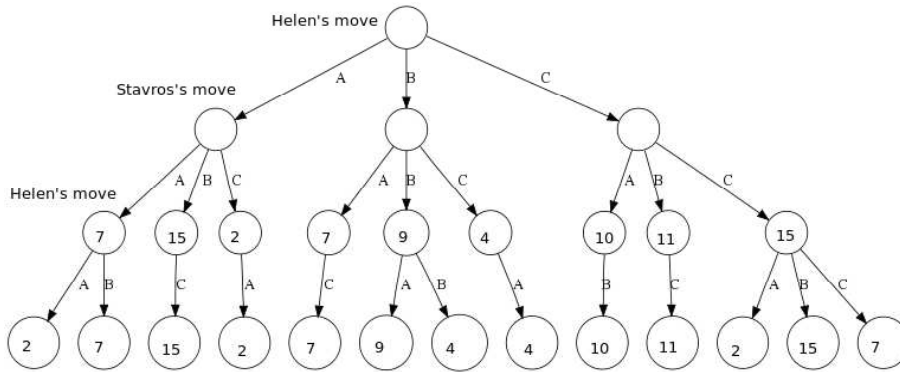 Helen's move
A B C
Stavros's move
A B C A B C A B C
Helen's move
7 15 2 7 9 4 10 11 15
A B C A C A B A B C A B C
2 7 15 2 7 9 4 4 10 11 2 15 7